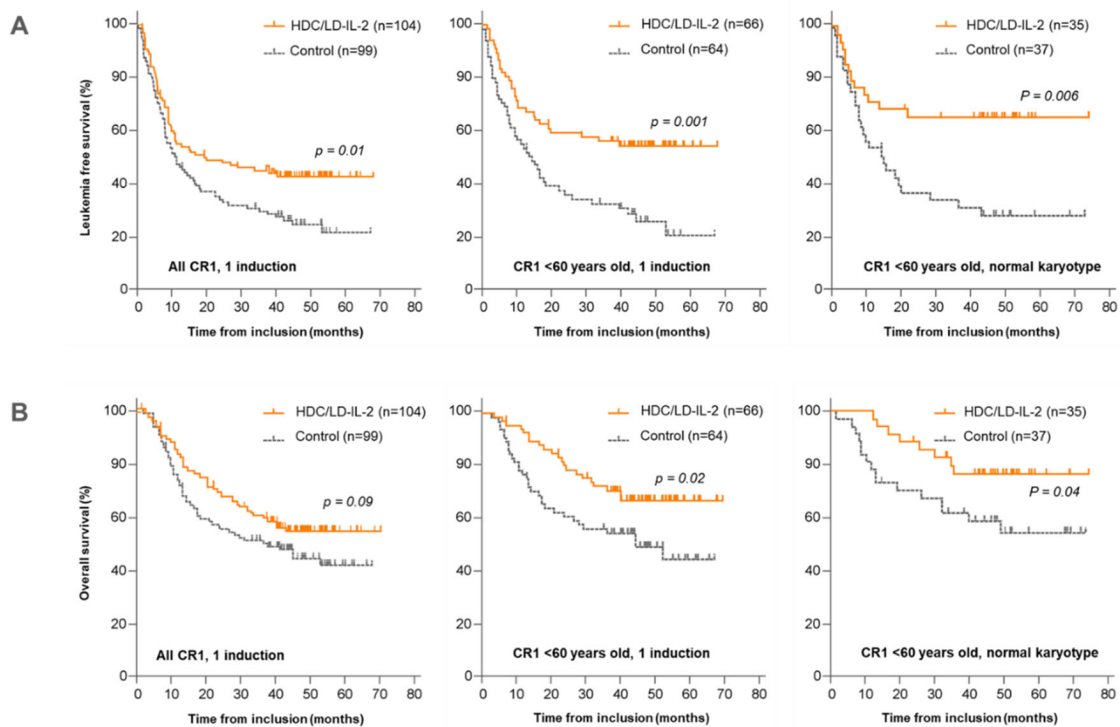 A
Leukemia free survival (%)
100
90
60
40
20
0
HDC/LD-IL-2 (n=104)
Control (n=99)
p = 0.01
All CR1, 1 induction
0 10 20 30 40 50 60 70 80
Time from inclusion (months)
100
90
60
40
20
0
HDC/LD-IL-2 (n=66)
Control (n=64)
p = 0.001
CR1 <60 years old, 1 induction
0 10 20 30 40 50 60 70 80
Time from inclusion (months)
100
90
60
40
20
0
HDC/LD-IL-2 (n=35)
Control (n=37)
P = 0.006
CR1 <60 years old, normal karyotype
0 10 20 30 40 50 60 70 80
Time from inclusion (months)
B
Overall survival (%)
100
90
60
40
20
0
HDC/LD-IL-2 (n=104)
Control (n=99)
p = 0.09
All CR1, 1 induction
0 10 20 30 40 50 60 70 80
Time from inclusion (months)
100
90
60
40
20
0
HDC/LD-IL-2 (n=66)
Control (n=64)
p = 0.02
CR1 <60 years old, 1 induction
0 10 20 30 40 50 60 70 80
Time from inclusion (months)
100
90
60
40
20
0
HDC/LD-IL-2 (n=35)
Control (n=37)
P = 0.04
CR1 <60 years old, normal karyotype
0 10 20 30 40 50 60 70 80
Time from inclusion (months)